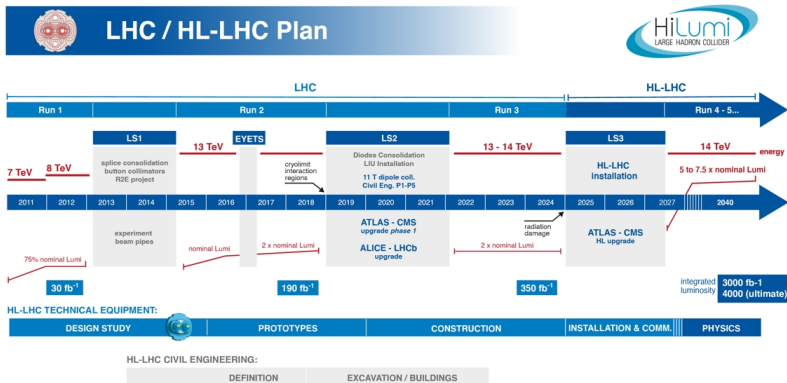 LHC / HL-LHC Plan
HiLumi
LARGE HADRON COLLIDER
LHC
HL-LHC
Run 1
Run 2
Run 3
Run 4 - 5...
LS1
EYETS
LS2
LS3
13 TeV
13 - 14 TeV
14 TeV
energy
splice consolidation
button collimators
R2E project
Diodes Consolidation
LIU Installation
11 T dipole coll.
Civil Eng. P1-P5
HL-LHC
installation
cryolimit
interaction
regions
7 TeV
8 TeV
5 to 7.5 x nominal Lumi
2011
2012
2013
2014
2015
2016
2017
2018
2019
2020
2021
2022
2023
2024
2025
2026
2027
2040
radiation
damage
75% nominal Lumi
experiment
beam pipes
nominal Lumi
2 x nominal Lumi
ATLAS - CMS
upgrade phase 1
ALICE - LHCb
upgrade
2 x nominal Lumi
ATLAS - CMS
HL upgrade
30 fb-1
190 fb-1
350 fb-1
integrated
luminosity
3000 fb-1
4000 (ultimate)
HL-LHC TECHNICAL EQUIPMENT:
DESIGN STUDY
PROTOTYPES
CONSTRUCTION
INSTALLATION & COMM.
PHYSICS
HL-LHC CIVIL ENGINEERING:
DEFINITION
EXCAVATION / BUILDINGS